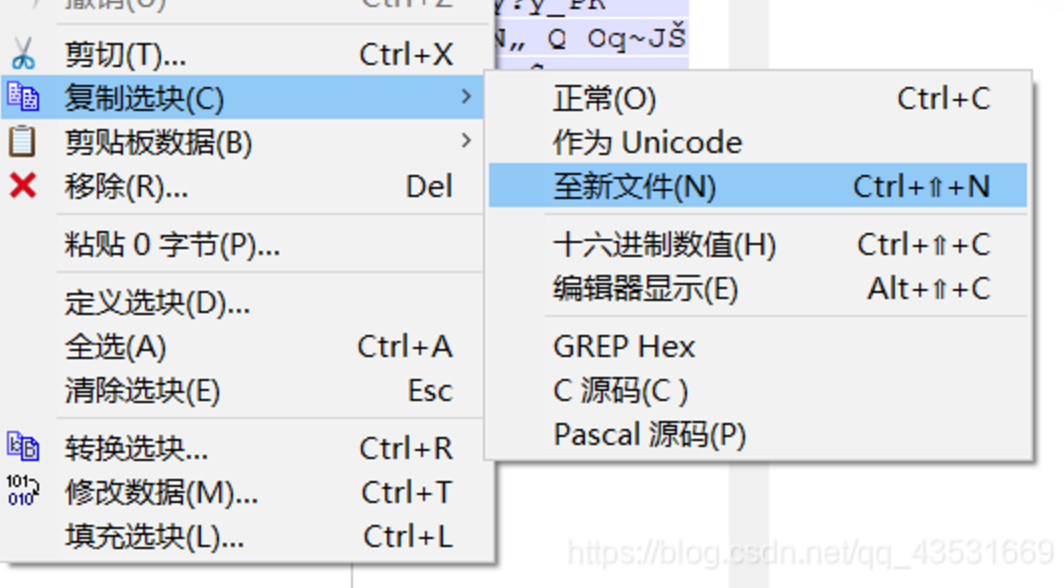 撤销(U) Ctrl+Z
剪切(T)... Ctrl+X
复制选块(C)
剪贴板数据(B)
移除(R)... Del
粘贴 0 字节(P)...
定义选块(D)...
全选(A) Ctrl+A
清除选块(E) Esc
转换选块... Ctrl+R
修改数据(M)... Ctrl+T
填充选块(L)... Ctrl+L
N„ Q Oq~JŠ
正常(O) Ctrl+C
作为 Unicode
至新文件(N) Ctrl+⇧+N
十六进制数值(H) Ctrl+⇧+C
编辑器显示(E) Alt+⇧+C
GREP Hex
C 源码(C )
Pascal 源码(P)
https://blog.csdn.net/qq_43531669